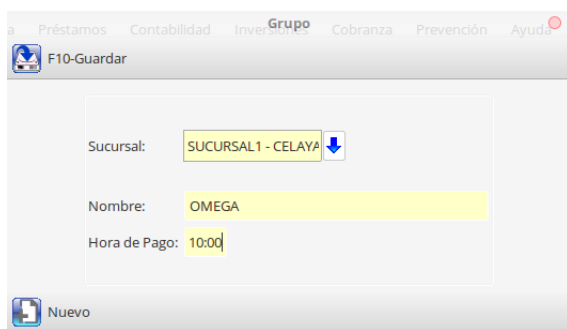 Grupo
a Préstamos Contabilidad Inversiones Cobranza Prevención Ayuda
F10-Guardar
Sucursal: SUCURSAL1 - CELAYA
Nombre: OMEGA
Hora de Pago: 10:00
Nuevo